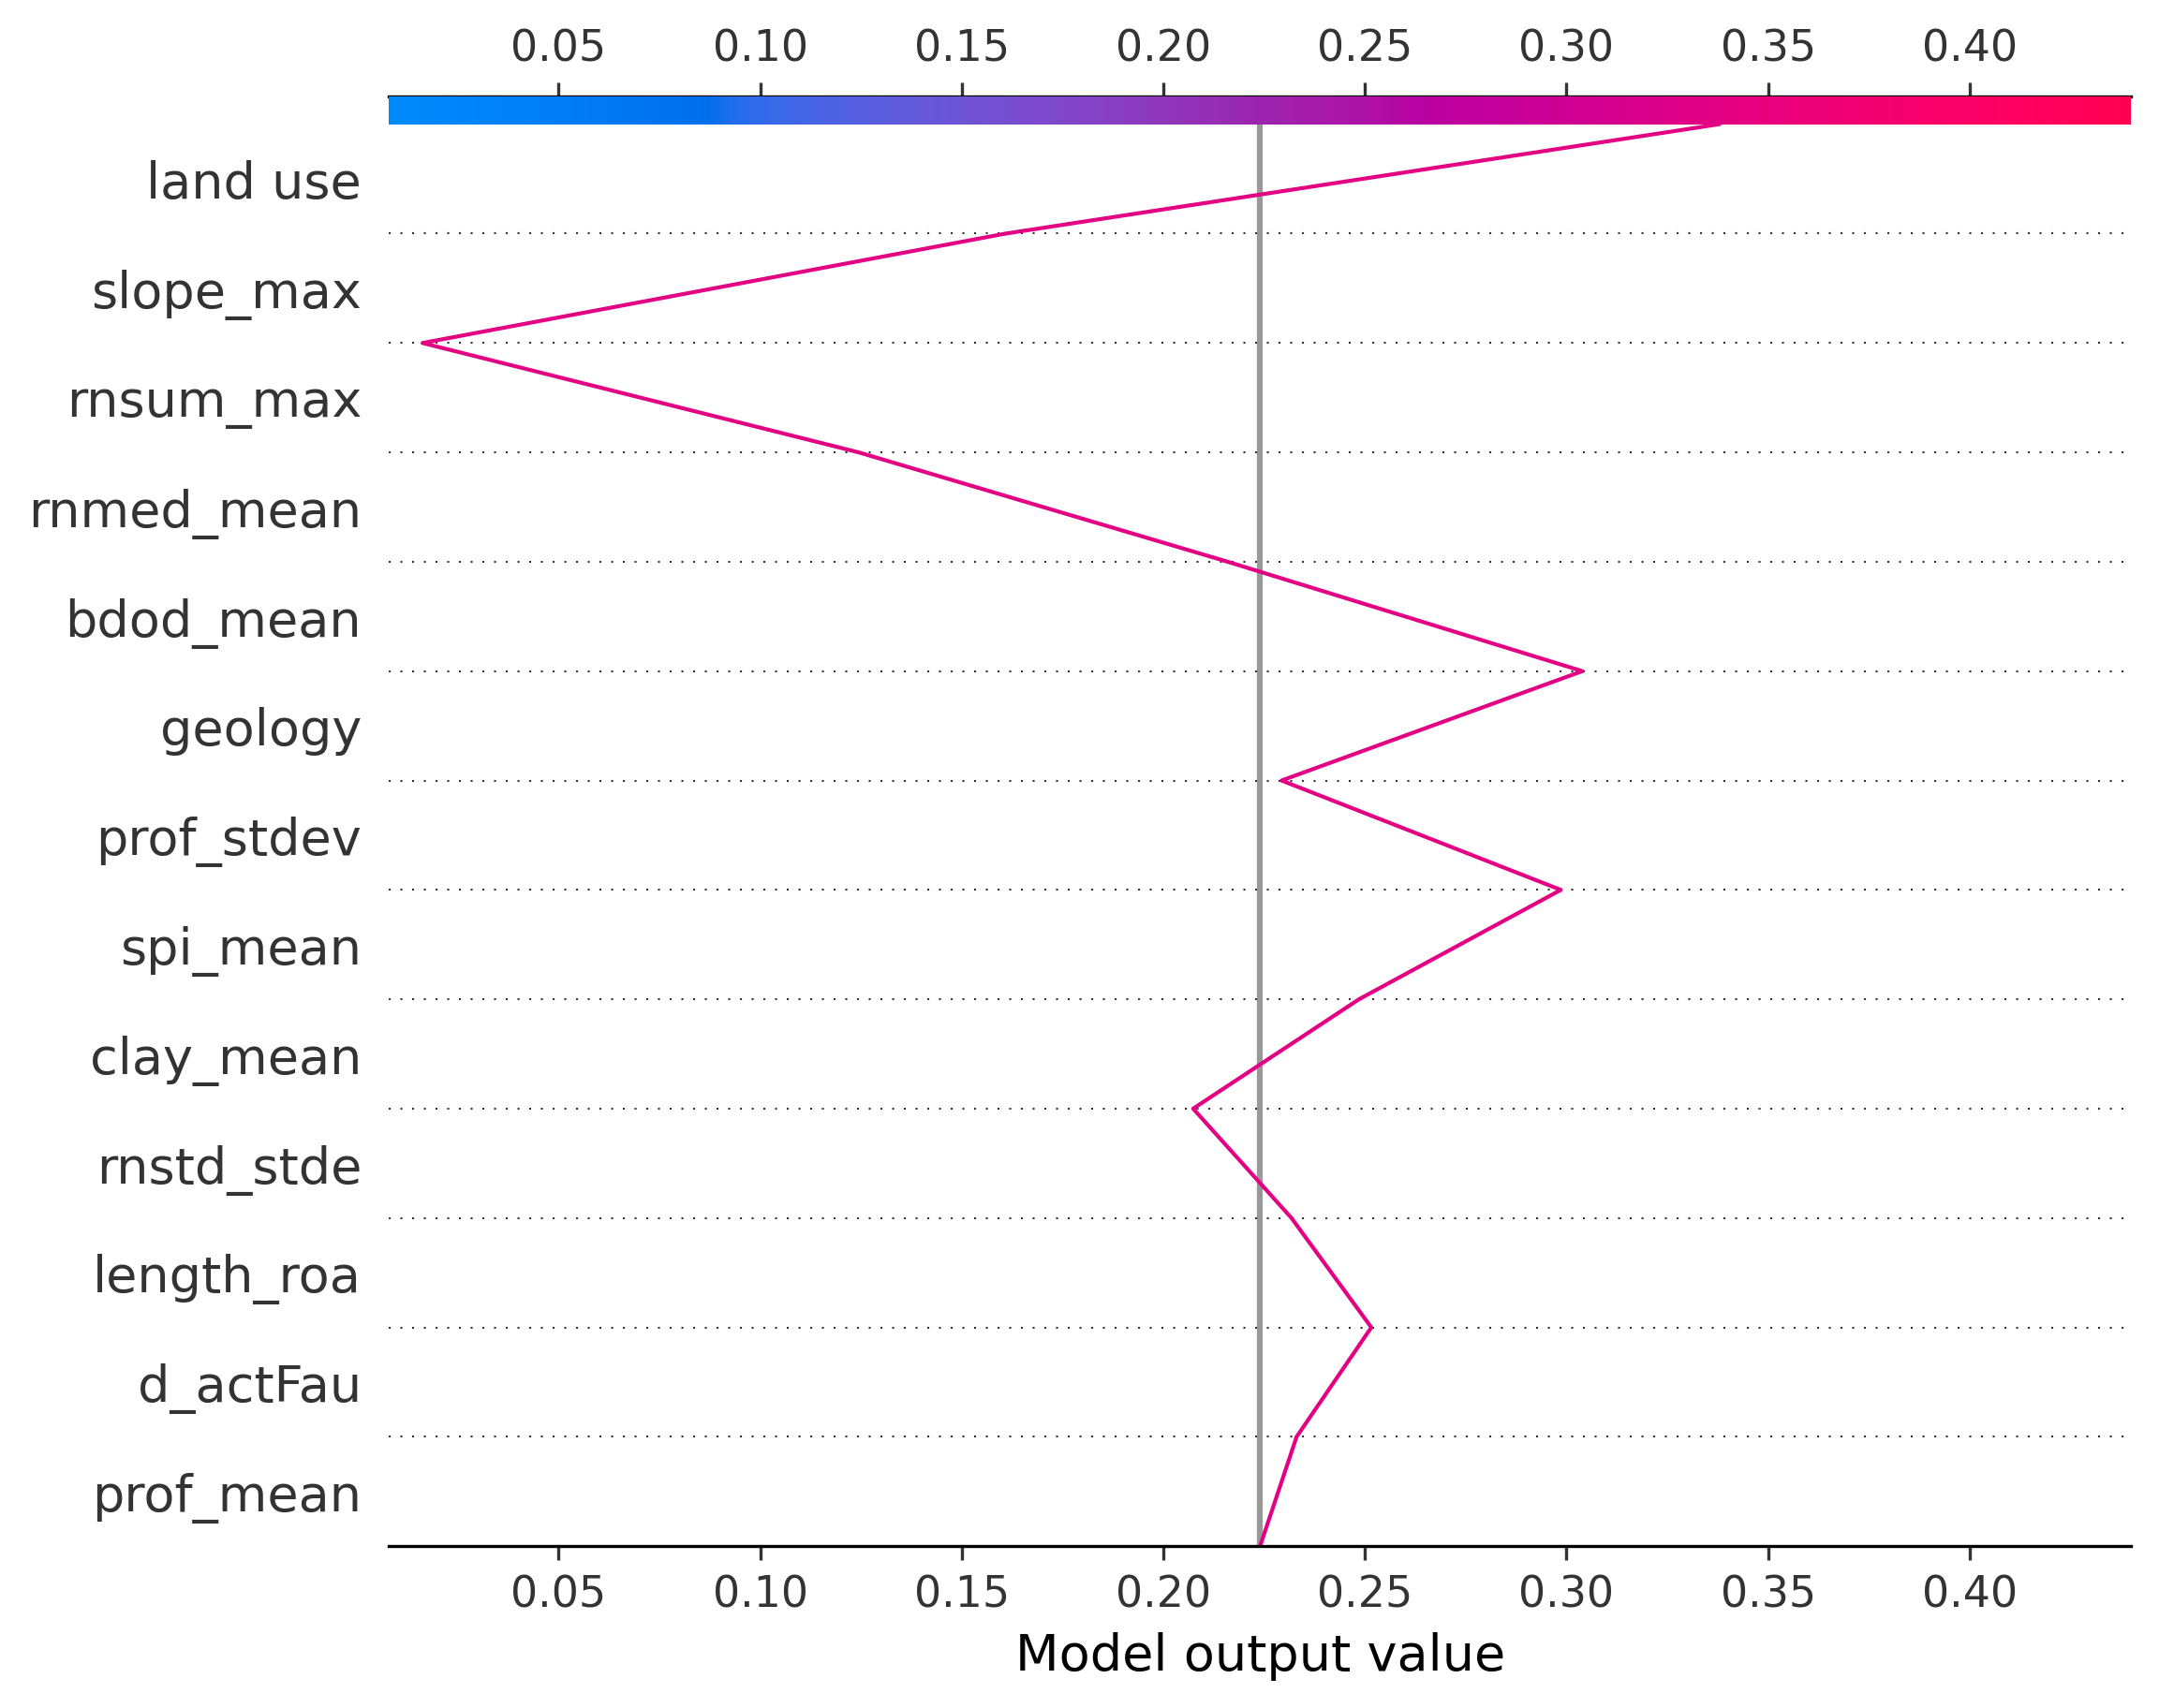 0.05 0.10 0.15 0.20 0.25 0.30 0.35 0.40
land use
slope_max
rnsum_max
rnmed_mean
bdod_mean
geology
prof_stdev
spi_mean
clay_mean
rnstd_stde
length_roa
d_actFau
prof_mean
0.05 0.10 0.15 0.20 0.25 0.30 0.35 0.40
Model output value